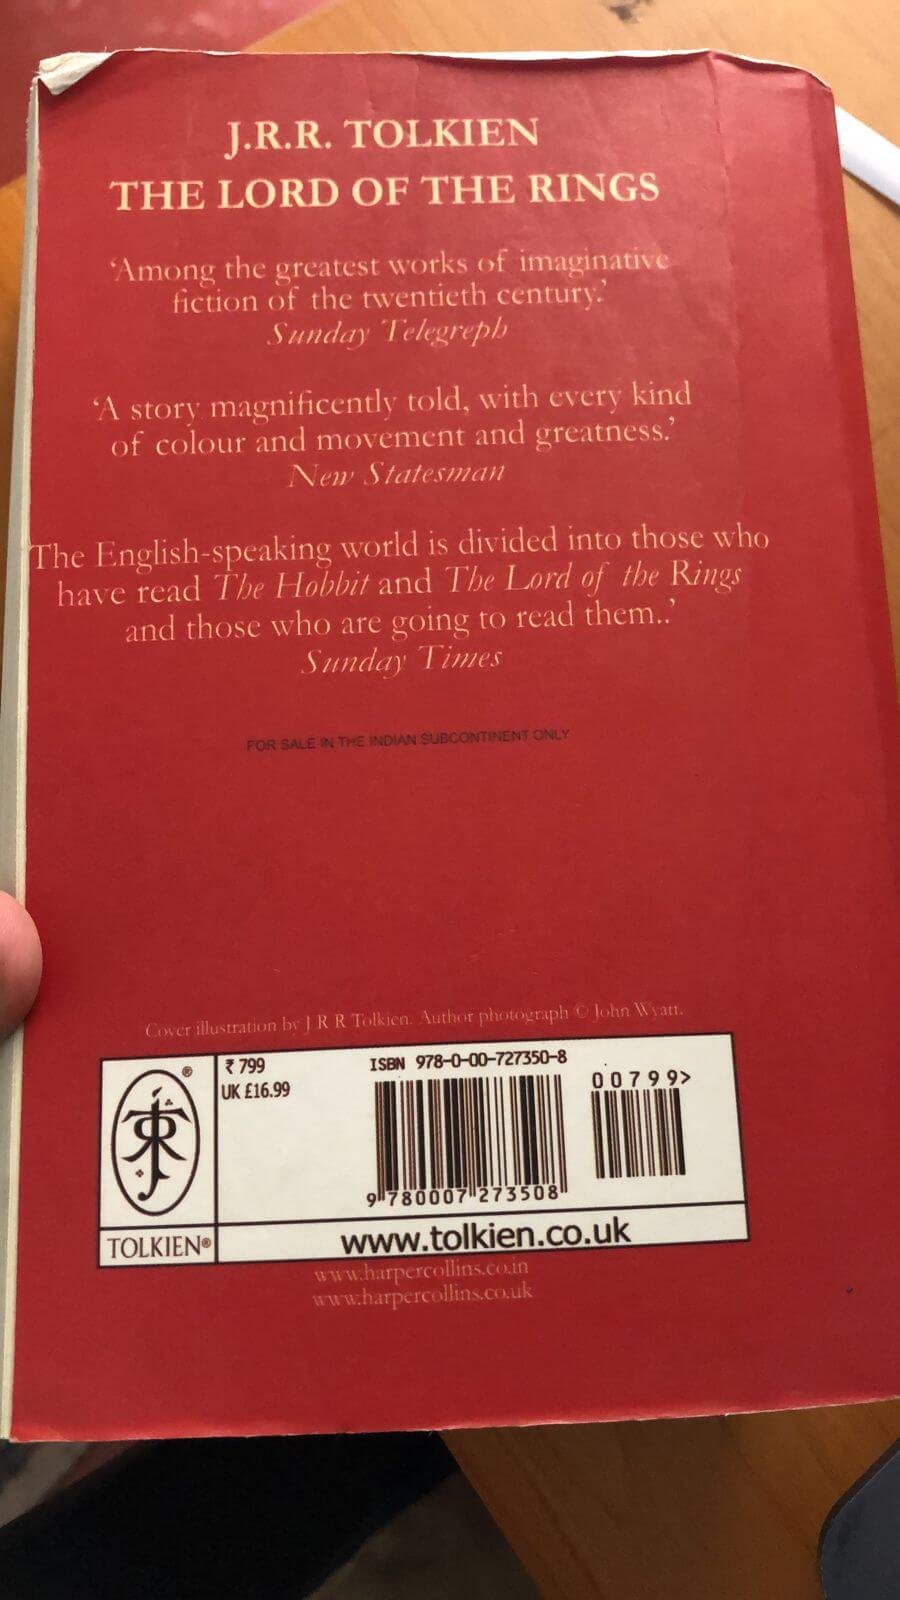 J.R.R. TOLKIEN
THE LORD OF THE RINGS
‘Among the greatest works of imaginative
fiction of the twentieth century.’
Sunday Telegreph
‘A story magnificently told, with every kind
of colour and movement and greatness.’
New Statesman
The English-speaking world is divided into those who
have read The Hobbit and The Lord of the Rings
and those who are going to read them..’
Sunday Times
FOR SALE IN THE INDIAN SUBCONTINENT ONLY
Cover illustration by J R R Tolkien. Author photograph © John Wyatt.
₹ 799
UK £16.99
ISBN 978-0-00-727350-8
00799>
9 780007 273508
TOLKIEN®
www.tolkien.co.uk
www.harpercollins.co.in
www.harpercollins.co.uk